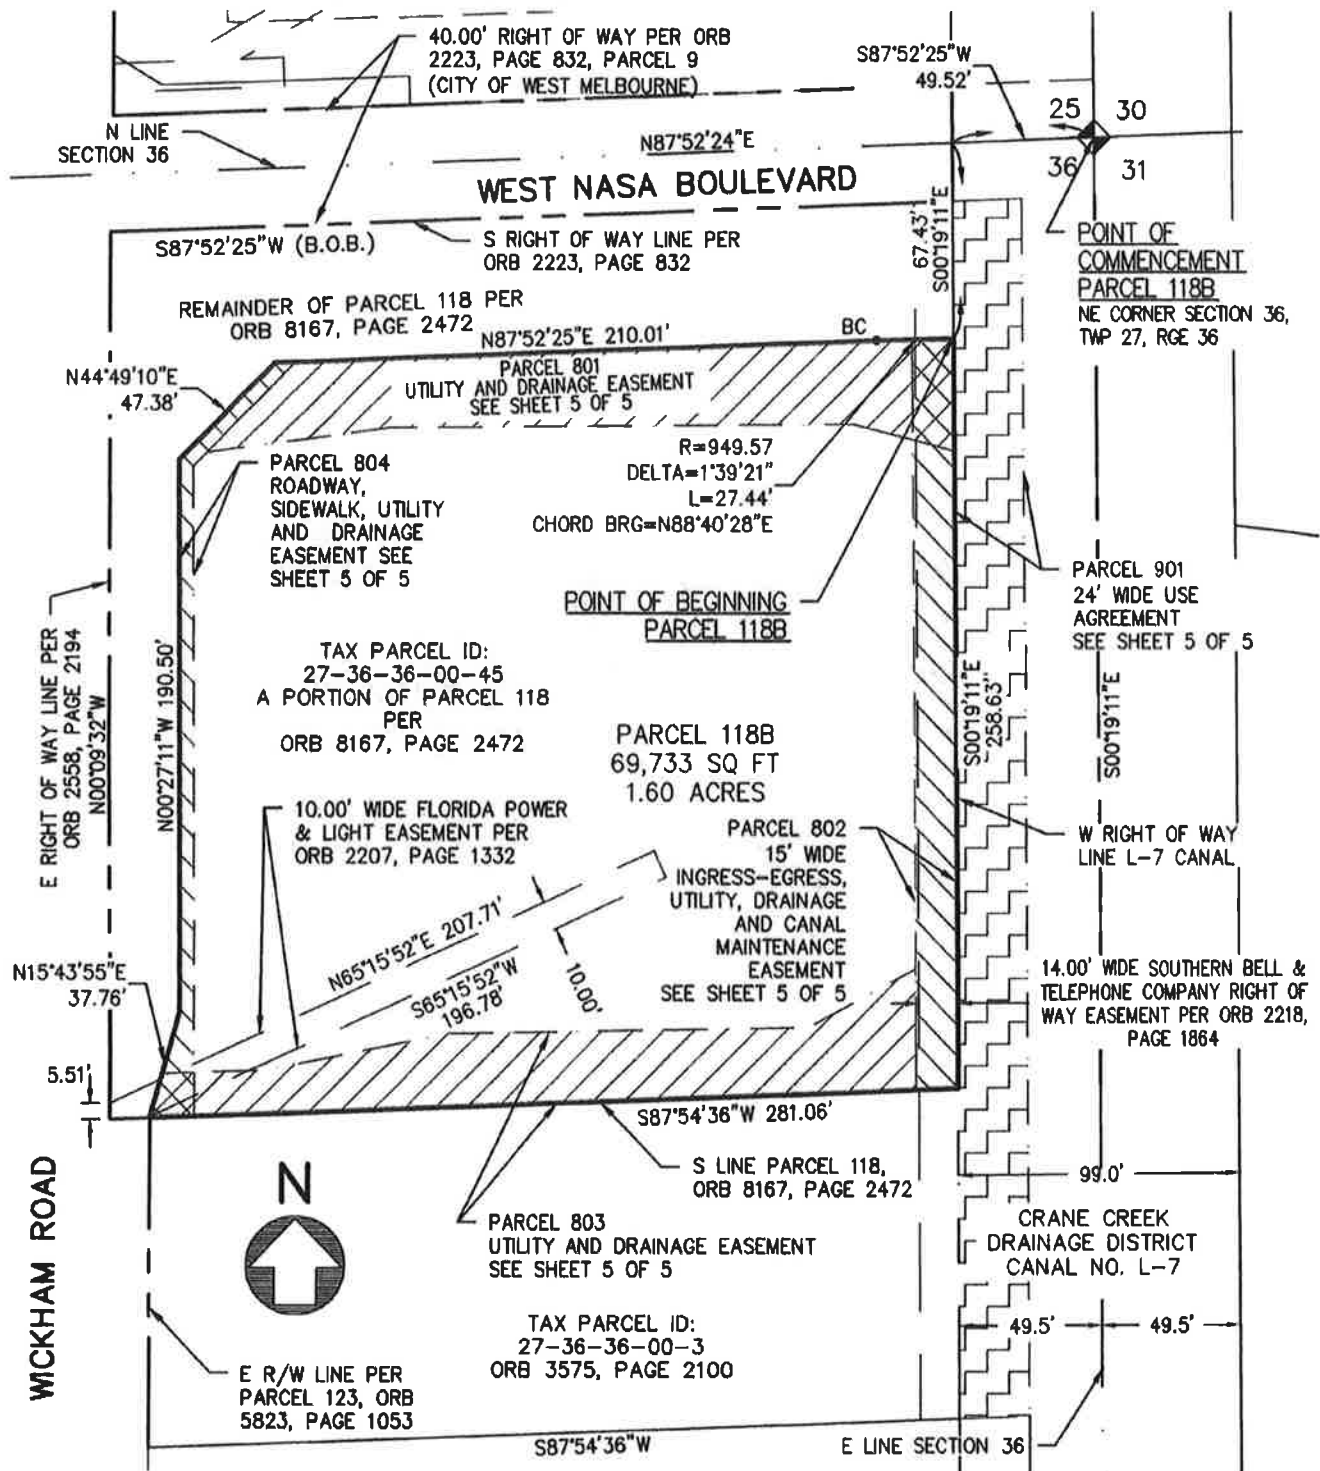 40.00' RIGHT OF WAY PER ORB
2223, PAGE 832, PARCEL 9
(CITY OF WEST MELBOURNE)
S87°52'25"W
49.52'
25
30
36
31
N LINE
SECTION 36
N87°52'24"E
WEST NASA BOULEVARD
S87°52'25"W (B.O.B.)
S RIGHT OF WAY LINE PER
ORB 2223, PAGE 832
67.43'
S00°19'11"E
POINT OF
COMMENCEMENT
PARCEL 118B
NE CORNER SECTION 36,
TWP 27, RGE 36
REMAINDER OF PARCEL 118 PER
ORB 8167, PAGE 2472
N87°52'25"E 210.01'
BC
N44°49'10"E
47.38'
PARCEL 801
UTILITY AND DRAINAGE EASEMENT
SEE SHEET 5 OF 5
PARCEL 804
ROADWAY,
SIDEWALK, UTILITY
AND DRAINAGE
EASEMENT SEE
SHEET 5 OF 5
R=949.57
DELTA=1°39'21"
L=27.44'
CHORD BRG=N88°40'28"E
POINT OF BEGINNING
PARCEL 118B
PARCEL 901
24' WIDE USE
AGREEMENT
SEE SHEET 5 OF 5
E RIGHT OF WAY LINE PER
ORB 2558, PAGE 2194
N00°09'32"W
N00°27'11"W 190.50'
TAX PARCEL ID:
27-36-36-00-45
A PORTION OF PARCEL 118
PER
ORB 8167, PAGE 2472
PARCEL 118B
69,733 SQ FT
1.60 ACRES
S00°19'11"E
258.63'
S00°19'11"E
10.00' WIDE FLORIDA POWER
& LIGHT EASEMENT PER
ORB 2207, PAGE 1332
PARCEL 802
15' WIDE
INGRESS-EGRESS,
UTILITY, DRAINAGE
AND CANAL
MAINTENANCE
EASEMENT
SEE SHEET 5 OF 5
W RIGHT OF WAY
LINE L-7 CANAL
N65°15'52"E 207.71'
S65°15'52"W
196.78'
10.00'
N15°43'55"E
37.76'
14.00' WIDE SOUTHERN BELL &
TELEPHONE COMPANY RIGHT OF
WAY EASEMENT PER ORB 2218,
PAGE 1864
5.51'
S87°54'36"W 281.06'
S LINE PARCEL 118,
ORB 8167, PAGE 2472
99.0'
WICKHAM ROAD
N
PARCEL 803
UTILITY AND DRAINAGE EASEMENT
SEE SHEET 5 OF 5
CRANE CREEK
DRAINAGE DISTRICT
CANAL NO. L-7
49.5'
49.5'
TAX PARCEL ID:
27-36-36-00-3
ORB 3575, PAGE 2100
E R/W LINE PER
PARCEL 123, ORB
5823, PAGE 1053
S87°54'36"W
E LINE SECTION 36